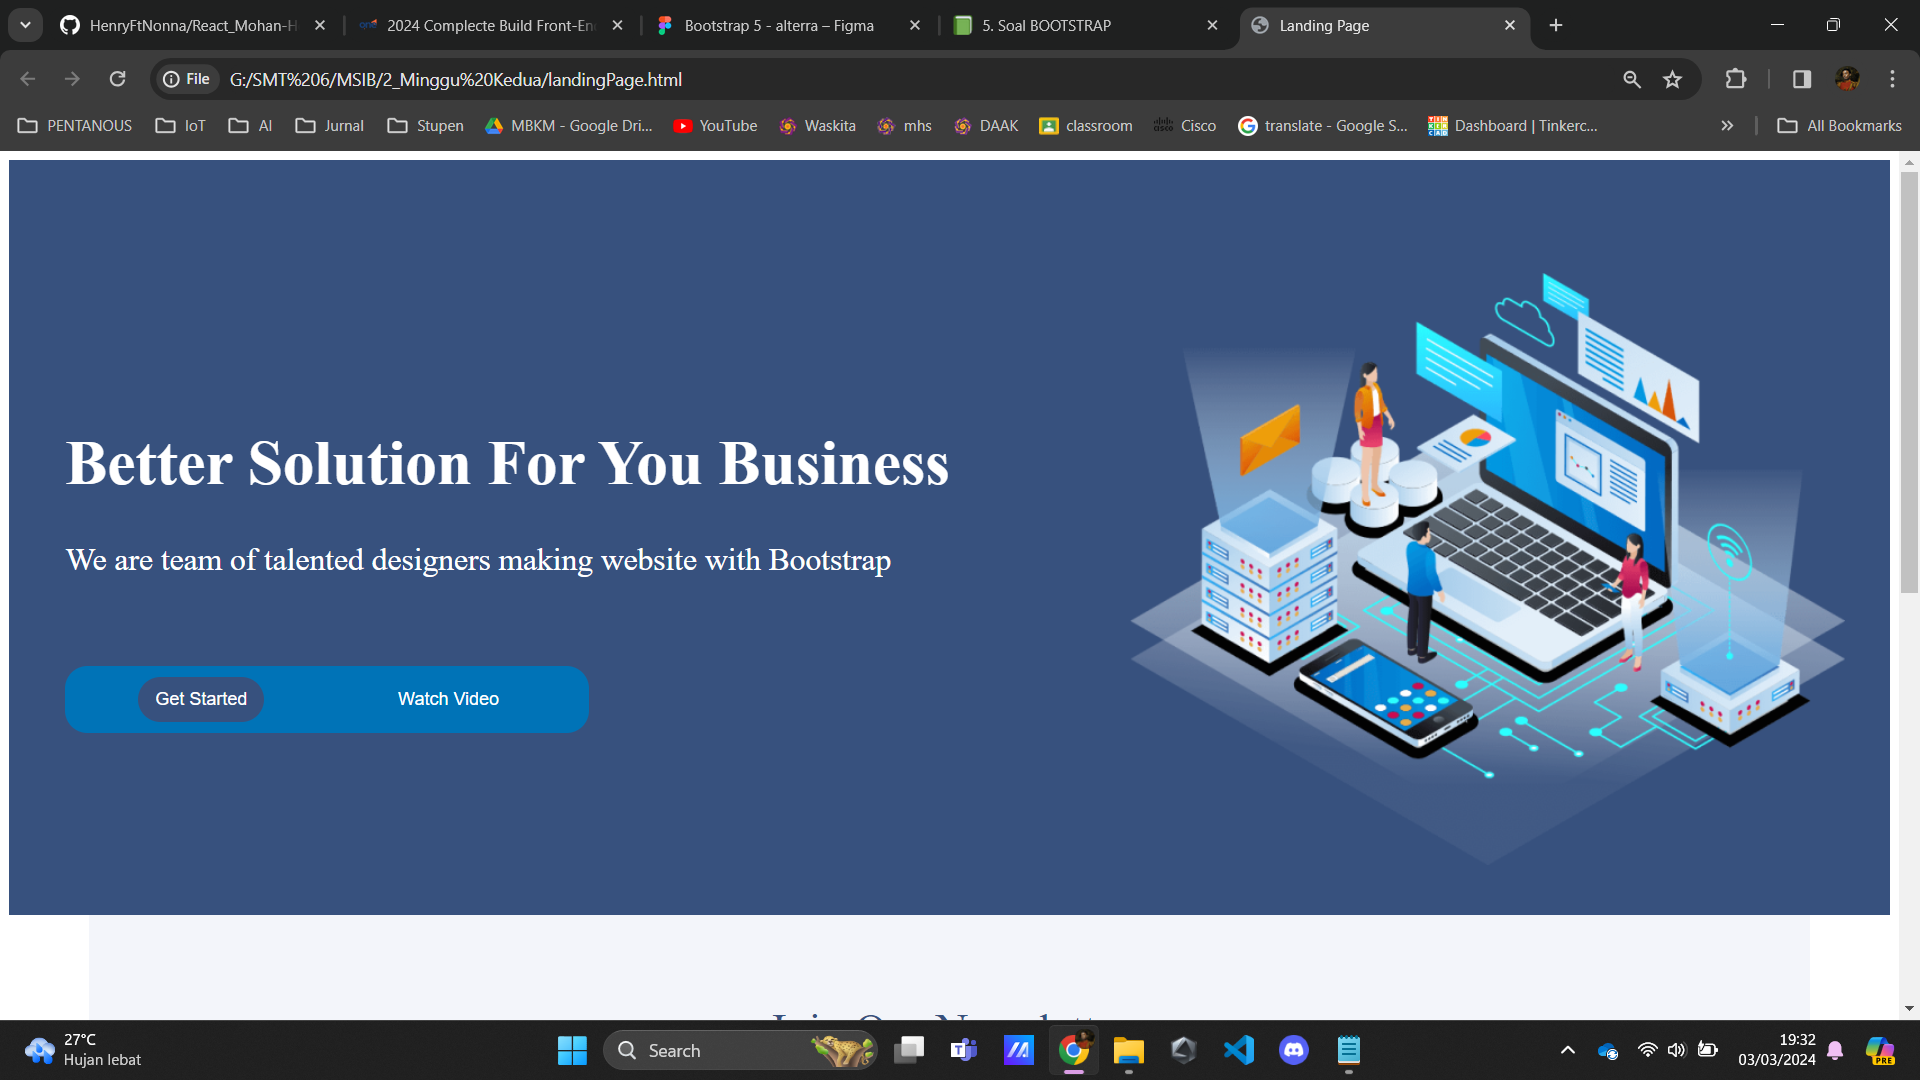 HenryFtNonna/React_Mohan-H
2024 Complecte Build Front-En
Bootstrap 5 - alterra – Figma
5. Soal BOOTSTRAP
Landing Page
File
G:/SMT%206/MSIB/2_Minggu%20Kedua/landingPage.html
PENTANOUS
IoT
AI
Jurnal
Stupen
MBKM - Google Dri...
YouTube
Waskita
mhs
DAAK
classroom
Cisco
translate - Google S...
Dashboard | Tinkerc...
All Bookmarks
Better Solution For You Business
We are team of talented designers making website with Bootstrap
Get Started
Watch Video
27°C
Hujan lebat
Search
19:32
03/03/2024
PRE